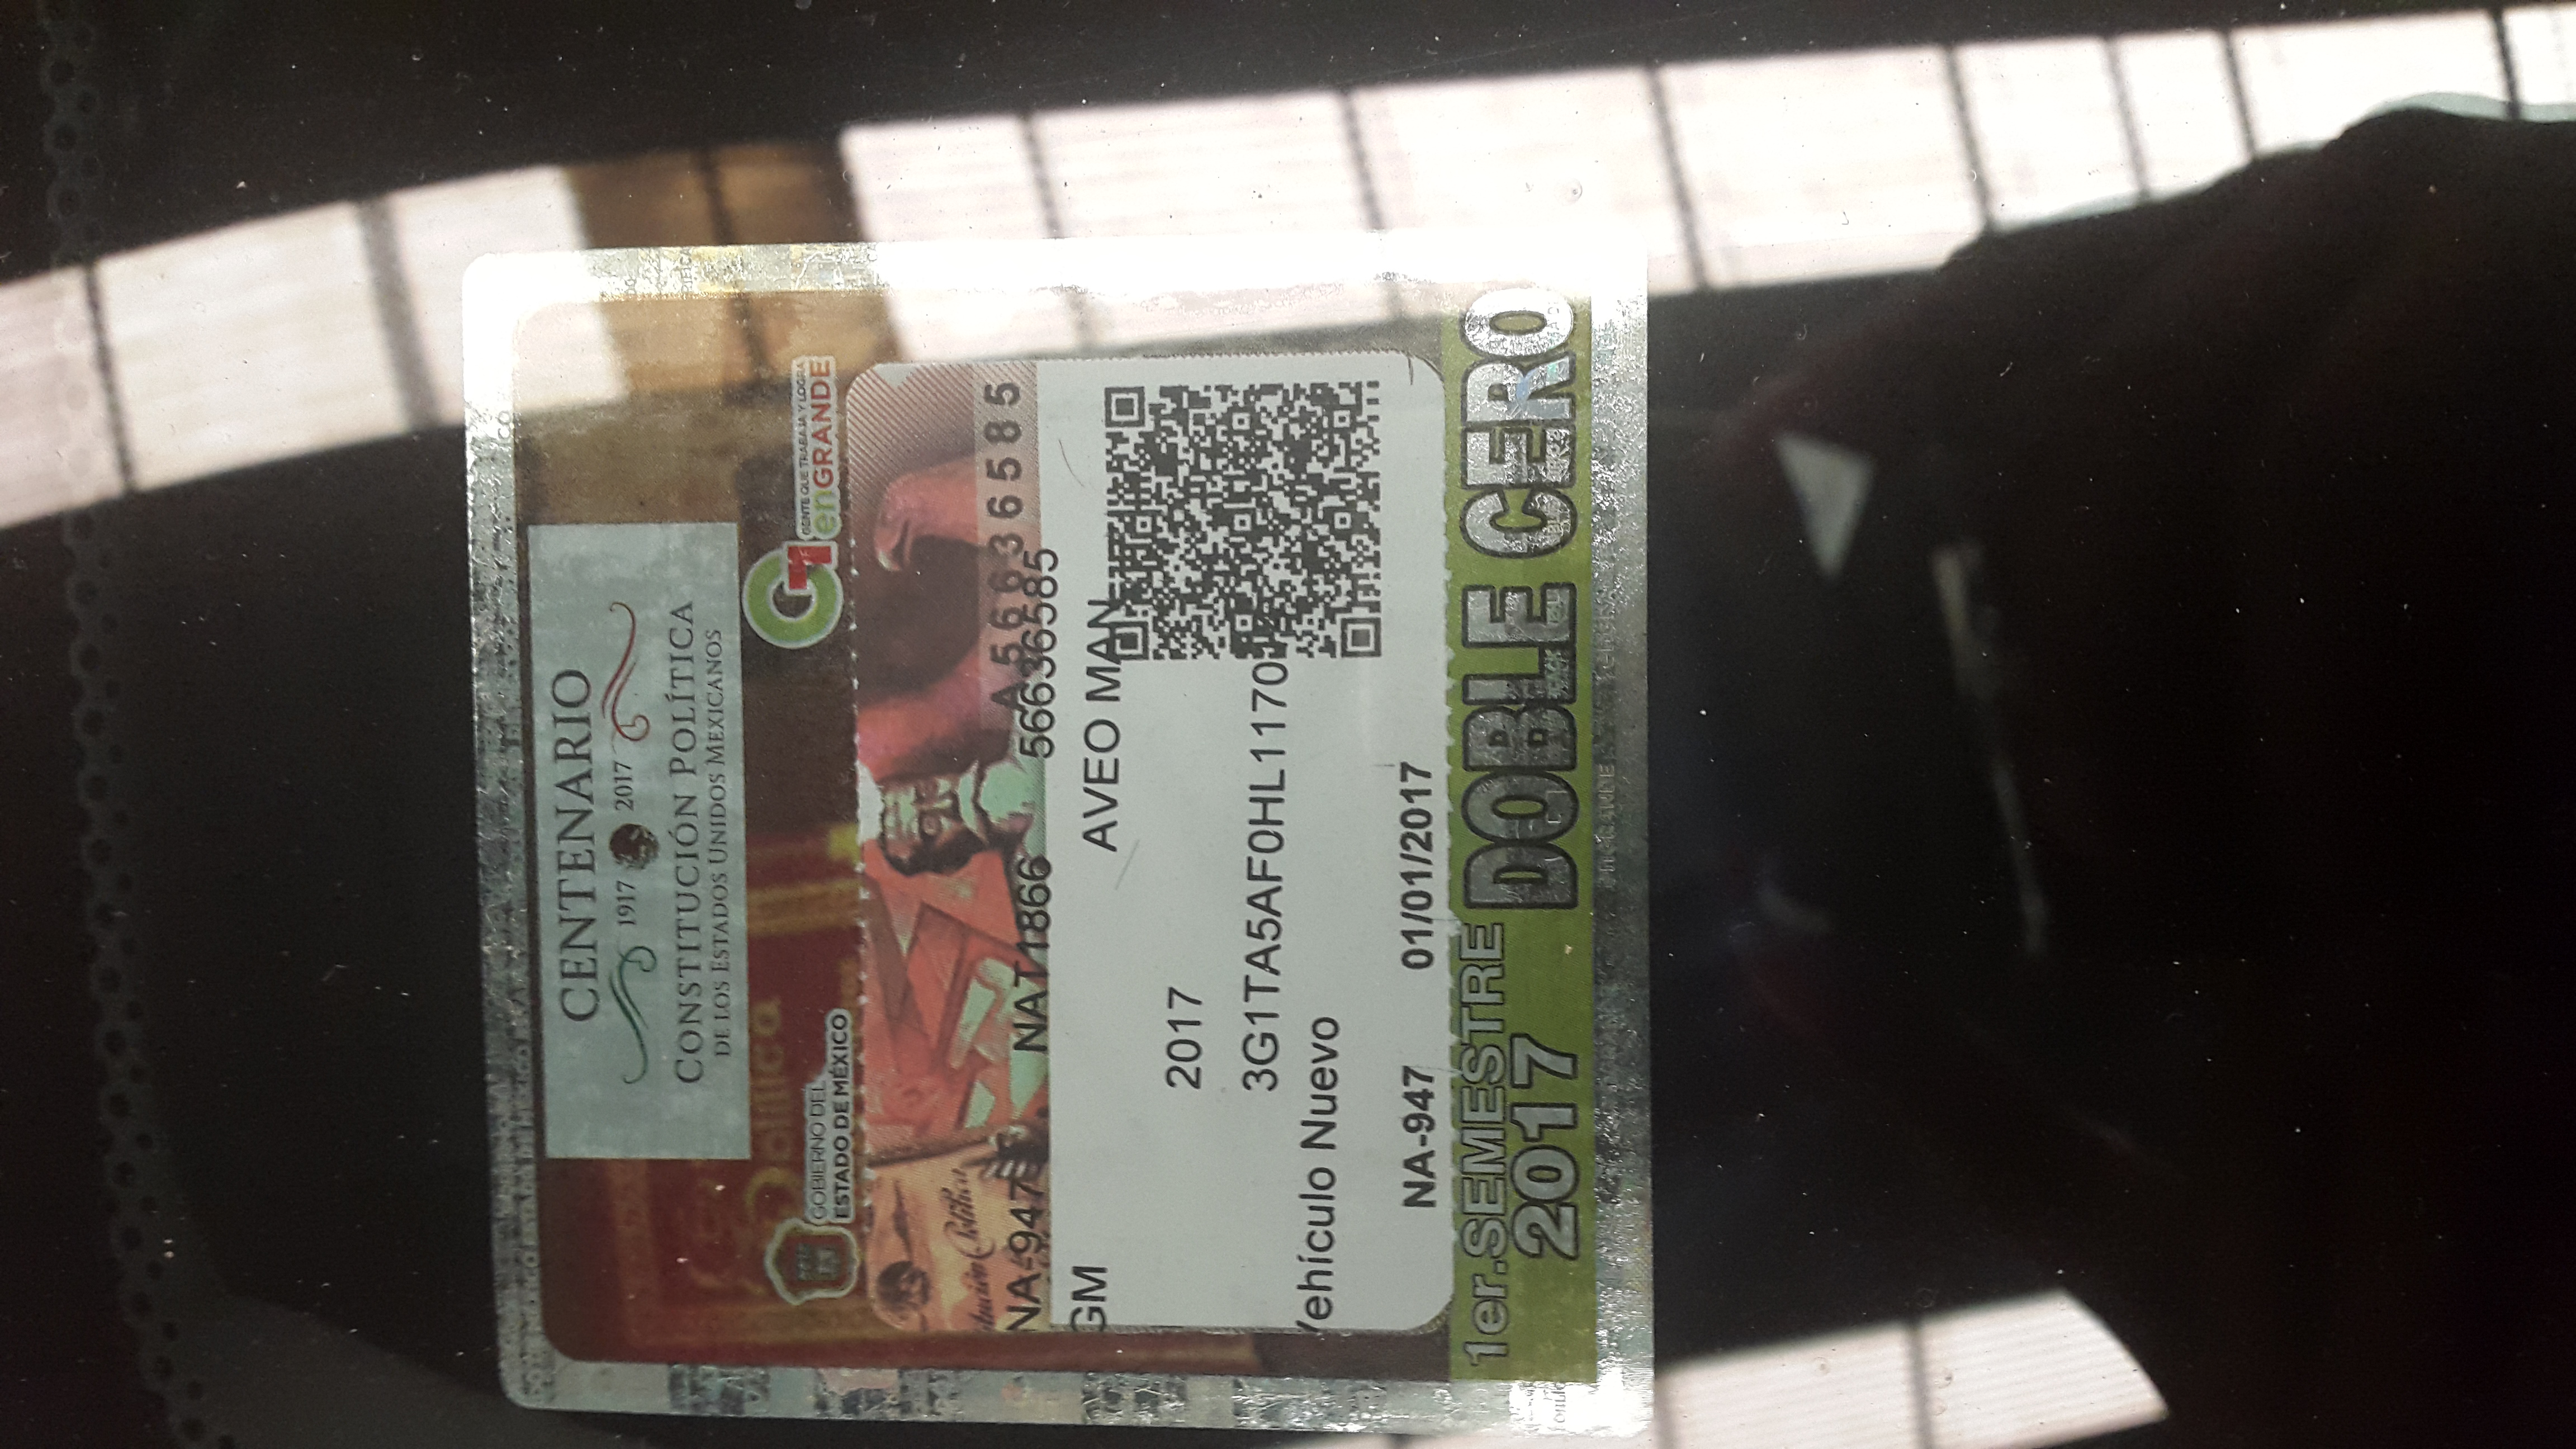 CENTENARIO
1917 2017
CONSTITUCIÓN POLÍTICA
DE LOS ESTADOS UNIDOS MEXICANOS
GOBIERNO DEL
ESTADO DE MÉXICO
GENTE QUE TRABAJA Y LOGRA
enGRANDE
tución Política
A56636585
NA-947 NAT1866 56636585
GM AVEO MAN
2017
3G1TA5AF0HL1170
Vehículo Nuevo
NA-947 01/01/2017
1er.SEMESTRE
2017
DOBLE CERO